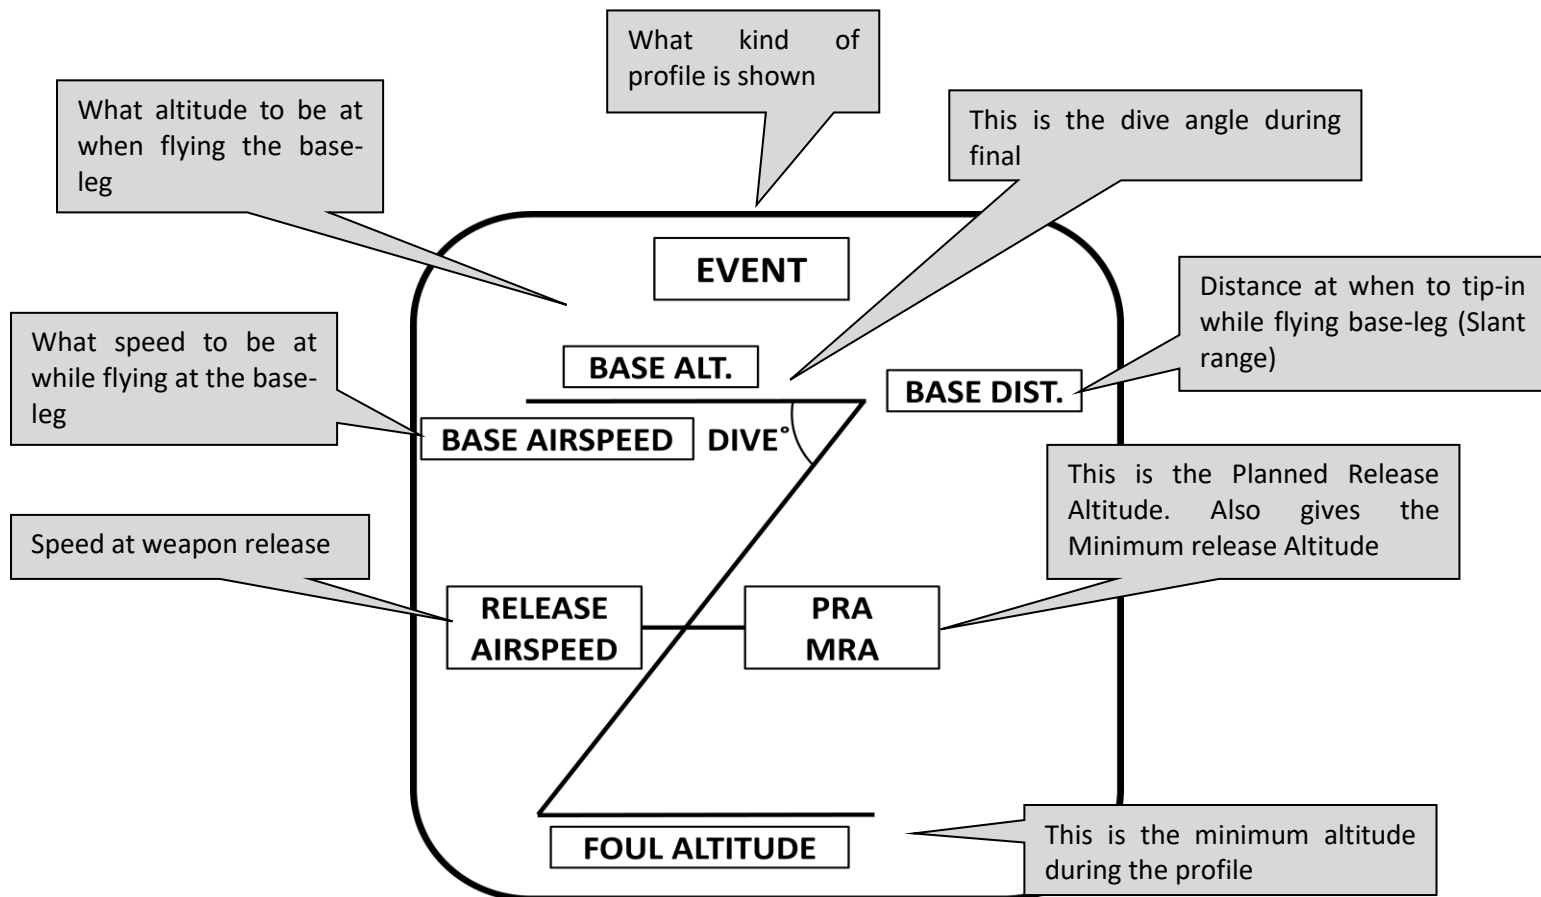 What kind of
profile is shown
What altitude to be at
when flying the base-
leg
This is the dive angle during
final
EVENT
Distance at when to tip-in
while flying base-leg (Slant
range)
What speed to be at
while flying at the base-
leg
BASE ALT.
BASE DIST.
BASE AIRSPEED
DIVE°
This is the Planned Release
Altitude. Also gives the
Minimum release Altitude
Speed at weapon release
RELEASE
AIRSPEED
PRA
MRA
FOUL ALTITUDE
This is the minimum altitude
during the profile